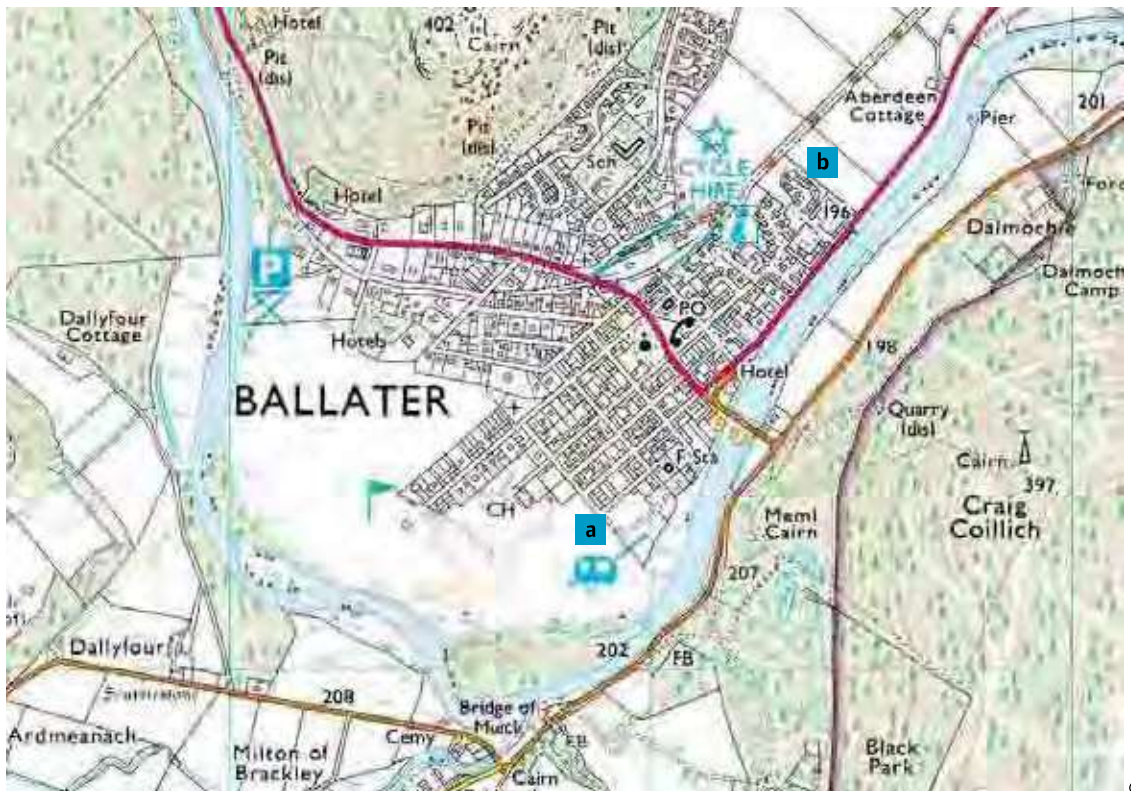 Hotel
402
Cairn
Pit
(dis)
Pit
(dis)
Pit
(dis)
Sch
CYCLE
HIRE
Aberdeen
Cottage
Pier
201
b
Hotel
196
Ford
Dalmochie
P
Dalmoch
Camp
Dallyfour
Cottage
Hotels
PO
198
Hotel
BALLATER
Quarry
(dis)
F Sta
Cairn
397
Craig
Coillich
CH
a
Meml
Cairn
207
202
FB
Dallyfour
208
Bridge of
Muick
Ardmeanach
Cemy
FB
Milton of
Brackley
Cairn
Black
Park